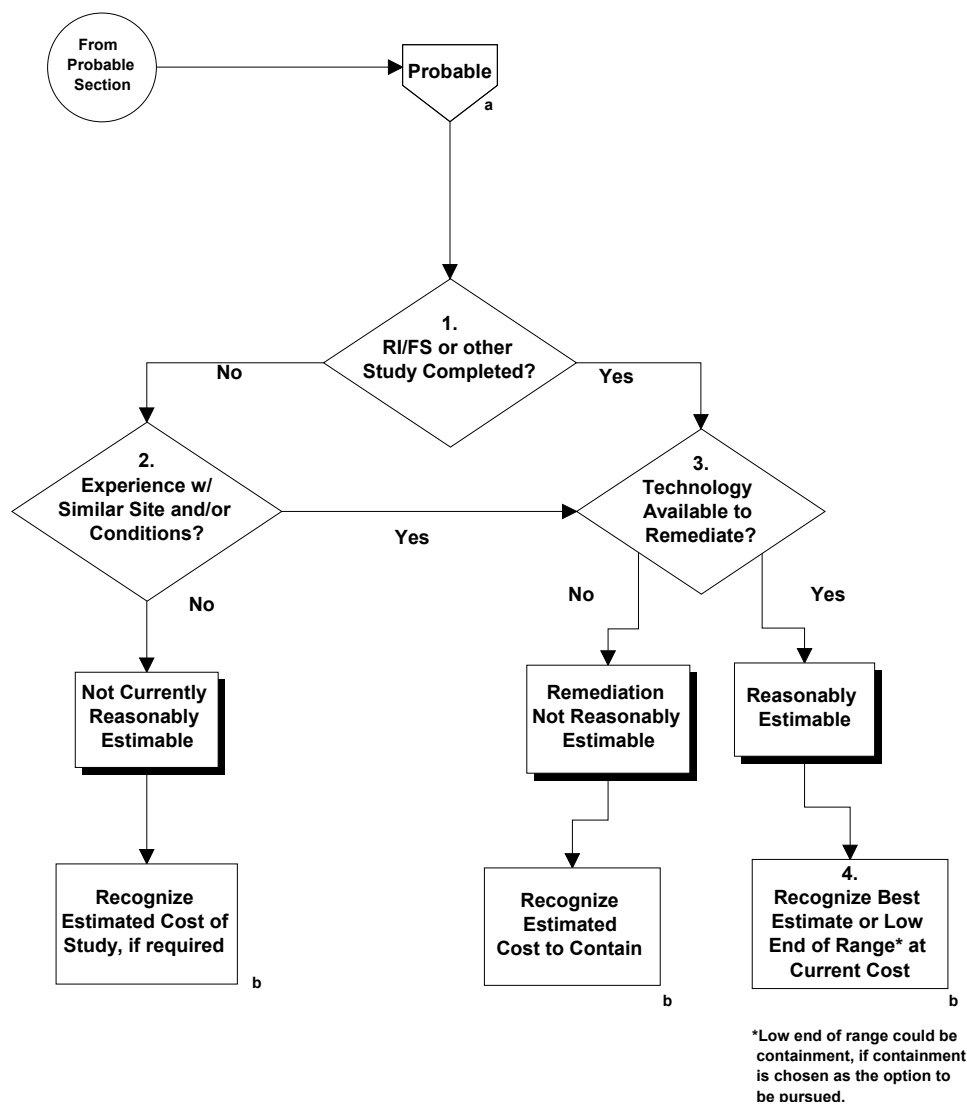 From
Probable
Section
Probable
a
1.
RI/FS or other
Study Completed?
No
Yes
2.
Experience w/
Similar Site and/or
Conditions?
Yes
3.
Technology
Available to
Remediate?
No
No
Yes
Not Currently
Reasonably
Estimable
Remediation
Not Reasonably
Estimable
Reasonably
Estimable
Recognize
Estimated Cost of
Study, if required
b
Recognize
Estimated
Cost to Contain
b
4.
Recognize Best
Estimate or Low
End of Range* at
Current Cost
b
*Low end of range could be
containment, if containment
is chosen as the option to
be pursued.